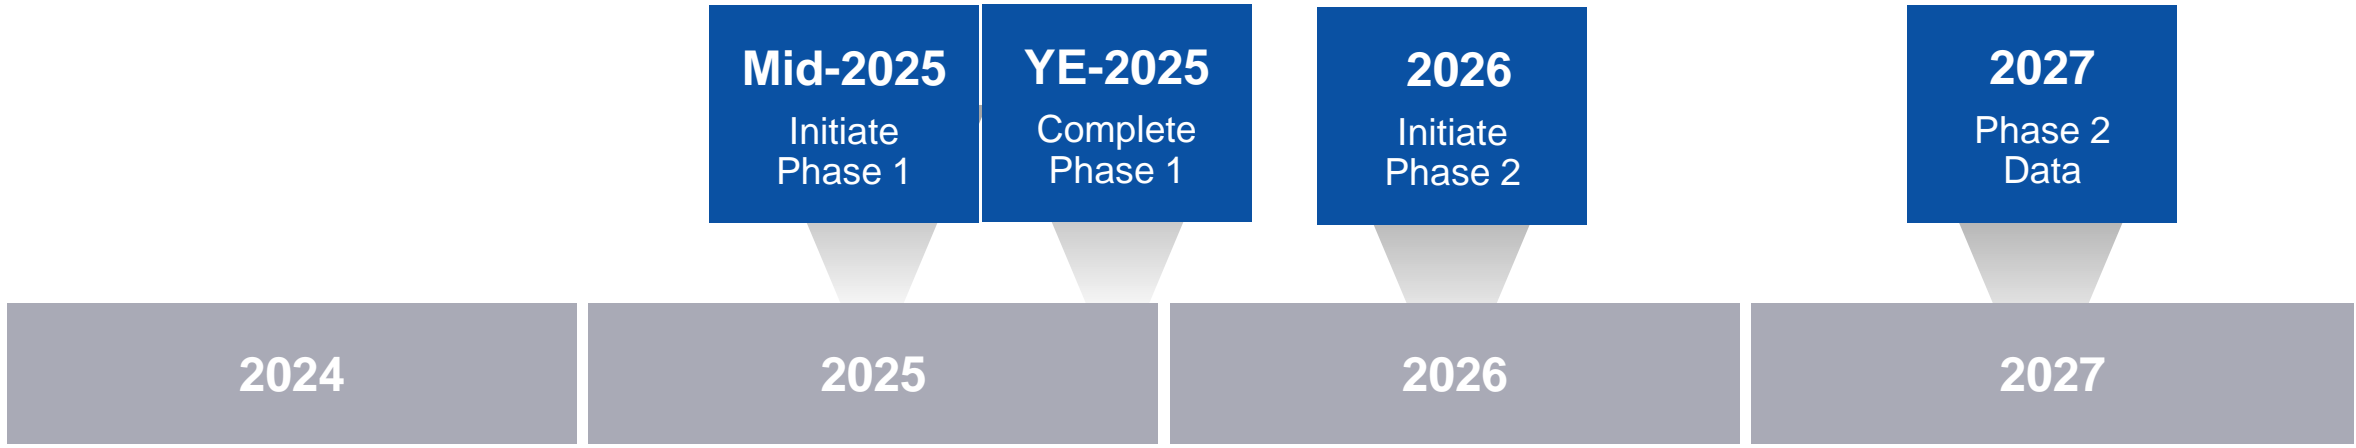 Mid-2025
Initiate
Phase 1
YE-2025
Complete
Phase 1
2026
Initiate
Phase 2
2027
Phase 2
Data
2024
2025
2026
2027